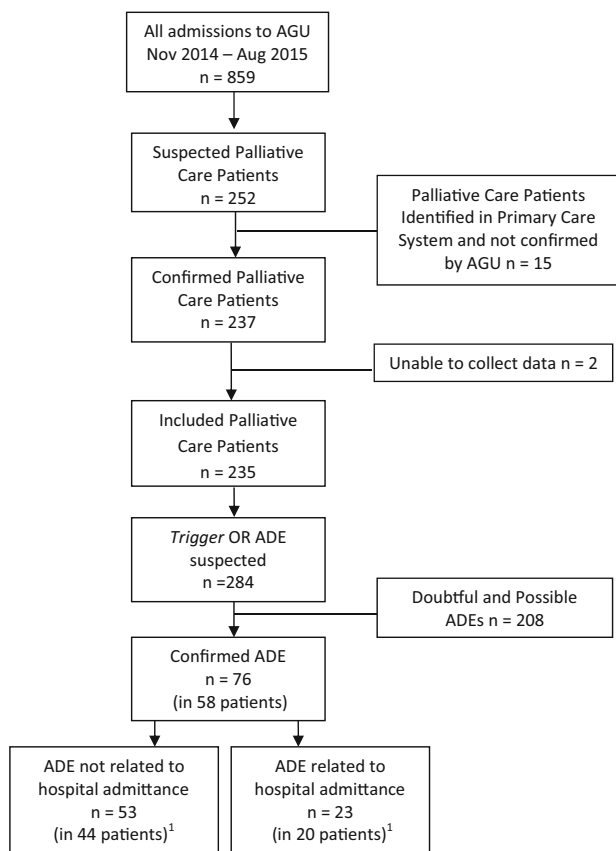 All admissions to AGU
Nov 2014 – Aug 2015
n = 859
Suspected Palliative
Care Patients
n = 252
Palliative Care Patients
Identified in Primary Care
System and not confirmed
by AGU n = 15
Confirmed Palliative
Care Patients
n = 237
Unable to collect data n = 2
Included Palliative
Care Patients
n = 235
Trigger OR ADE
suspected
n =284
Doubtful and Possible
ADEs n = 208
Confirmed ADE
n = 76
(in 58 patients)
ADE not related to
hospital admittance
n = 53
(in 44 patients)¹
ADE related to
hospital admittance
n = 23
(in 20 patients)¹